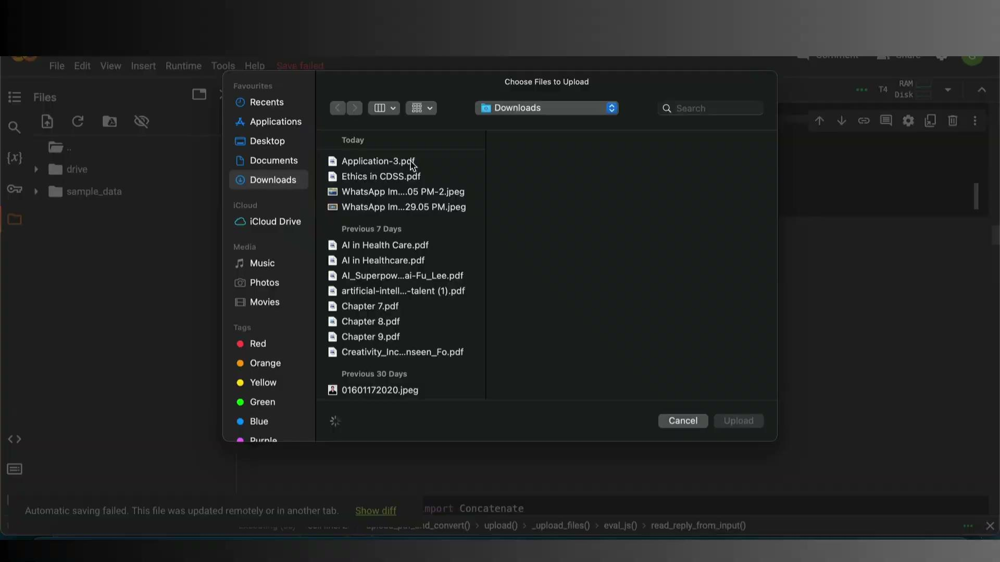 File Edit View Insert Runtime Tools Help Save failed
Comment Share
Files
..
drive
sample_data
{x}
T4 RAM
Disk
Choose Files to Upload
Downloads
Search
Favourites
Recents
Applications
Desktop
Documents
Downloads
iCloud
iCloud Drive
Media
Music
Photos
Movies
Tags
Red
Orange
Yellow
Green
Blue
Purple
Today
Application-3.pdf
Ethics in CDSS.pdf
WhatsApp Im....05 PM-2.jpeg
WhatsApp Im...29.05 PM.jpeg
Previous 7 Days
AI in Health Care.pdf
AI in Healthcare.pdf
AI_Superpow...ai-Fu_Lee.pdf
artificial-intell...-talent (1).pdf
Chapter 7.pdf
Chapter 8.pdf
Chapter 9.pdf
Creativity_Inc...nseen_Fo.pdf
Previous 30 Days
01601172020.jpeg
Cancel Upload
Automatic saving failed. This file was updated remotely or in another tab. Show diff
mport Concatenate
nd_convert() > upload() > _upload_files() > eval_js() > read_reply_from_input()